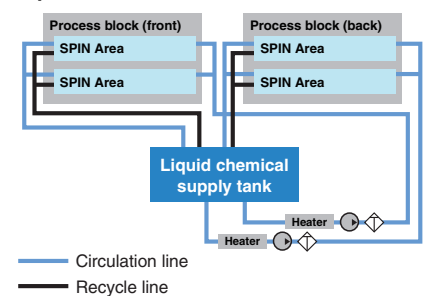 Process block (front)
Process block (back)
SPIN Area
SPIN Area
SPIN Area
SPIN Area
Liquid chemical
supply tank
Heater
Heater
Circulation line
Recycle line